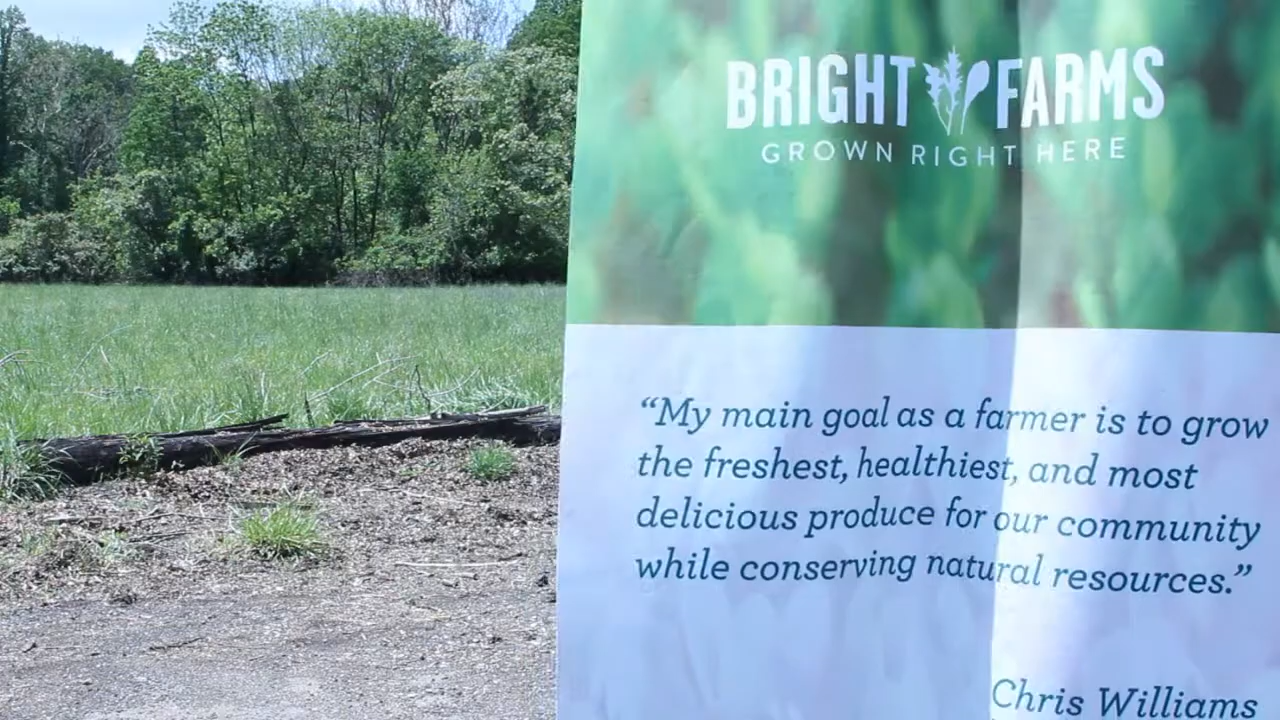 BRIGHT FARMS
GROWN RIGHT HERE
“My main goal as a farmer is to grow
the freshest, healthiest, and most
delicious produce for our community
while conserving natural resources.”
Chris Williams